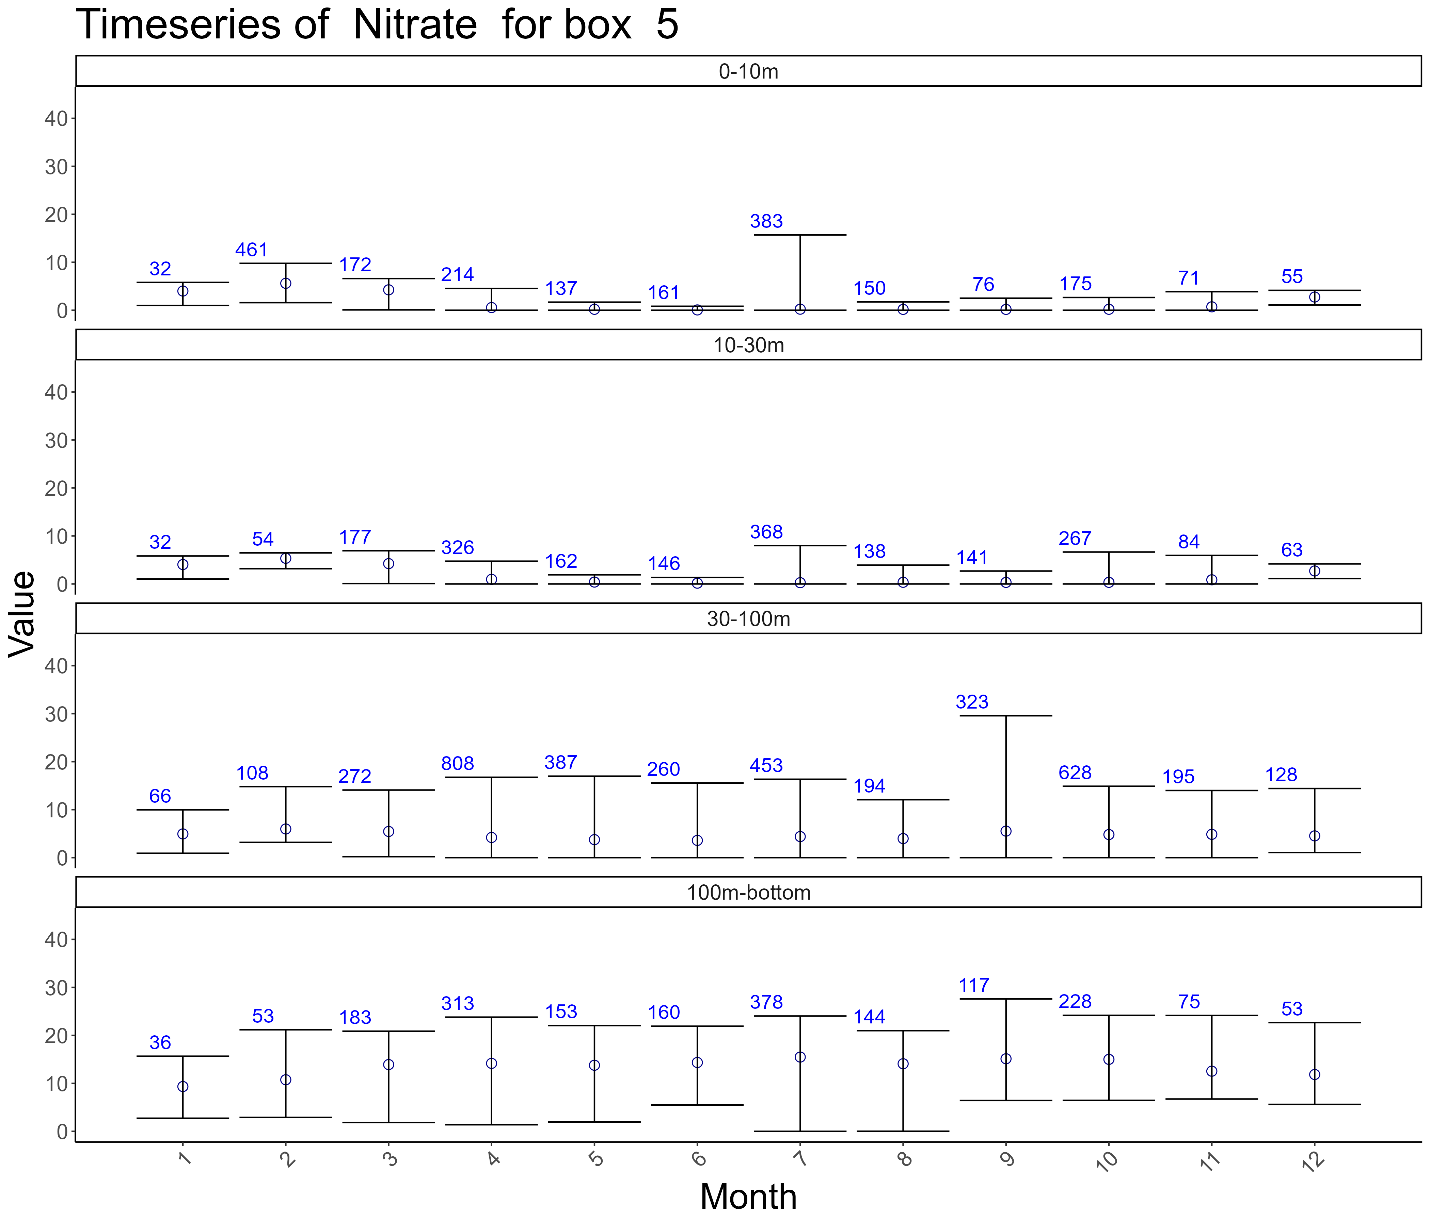 Timeseries of  Nitrate  for box  5
0-10m
40
30
20
10
0
32 461 172 214 137 161 383 150 76 175 71 55
10-30m
40
30
20
10
0
32 54 177 326 162 146 368 138 141 267 84 63
30-100m
40
30
20
10
0
66 108 272 808 387 260 453 194 323 628 195 128
100m-bottom
40
30
20
10
0
36 53 183 313 153 160 378 144 117 228 75 53
Value
1 2 3 4 5 6 7 8 9 10 11 12
Month